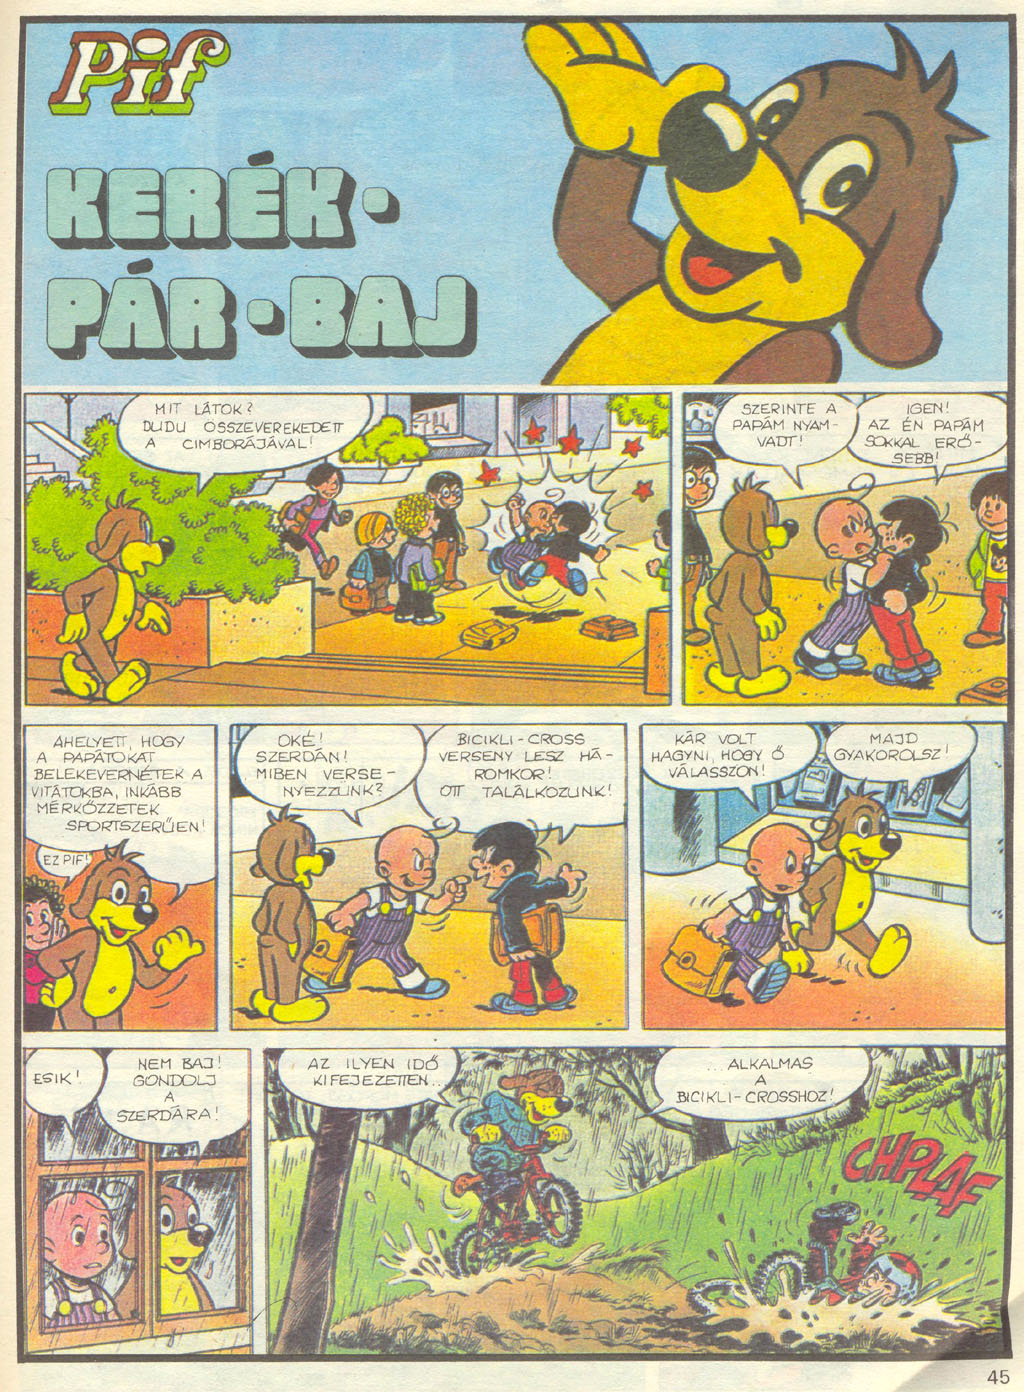 Pif
KERÉK·
PÁR·BAJ
MIT LÁTOK?
DUDU ÖSSZEVEREKEDETT
A CIMBORÁJÁVAL!
SZERINTE A
PAPÁM NYAM-
VADT!
IGEN!
AZ ÉN PAPÁM
SOKKAL ERŐ-
SEBB!
AHELYETT, HOGY
A PAPÁTOKAT
BELEKEVERNÉTEK A
VITÁTOKBA, INKÁBB
MÉRKŐZZETEK
SPORTSZERŰEN!
EZ PIF!
OKÉ!
SZERDÁN!
MIBEN VERSE-
NYEZZÜNK?
BICIKLI-CROSS
VERSENY LESZ HÁ-
ROMKOR!
OTT TALÁLKOZUNK!
KÁR VOLT
HAGYNI, HOGY Ő
VÁLASSZON!
MAJD
GYAKOROLSZ!
ESIK!
NEM BAJ!
GONDOLJ
A
SZERDÁRA!
AZ ILYEN IDŐ
KIFEJEZETTEN...
...ALKALMAS
A
BICIKLI-CROSSHOZ!
CHPLAF
45